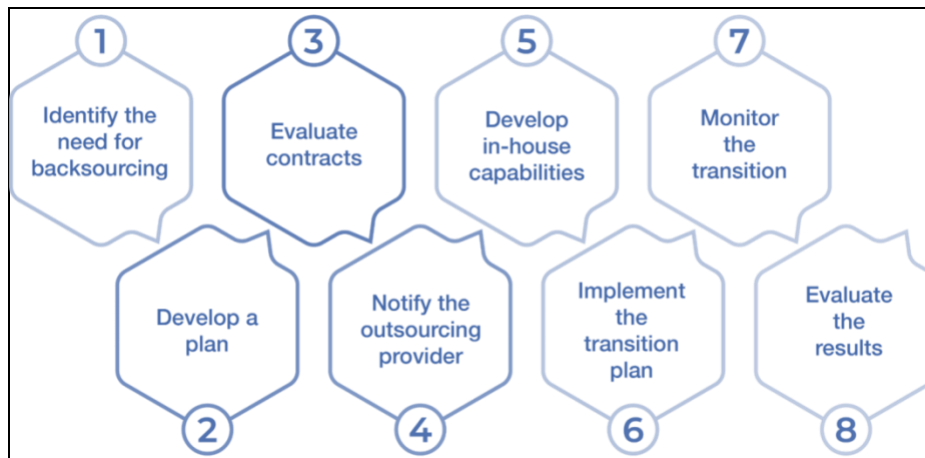 1
Identify the
need for
backsourcing
2
Develop a
plan
3
Evaluate
contracts
4
Notify the
outsourcing
provider
5
Develop
in-house
capabilities
6
Implement
the
transition
plan
7
Monitor
the
transition
8
Evaluate
the
results